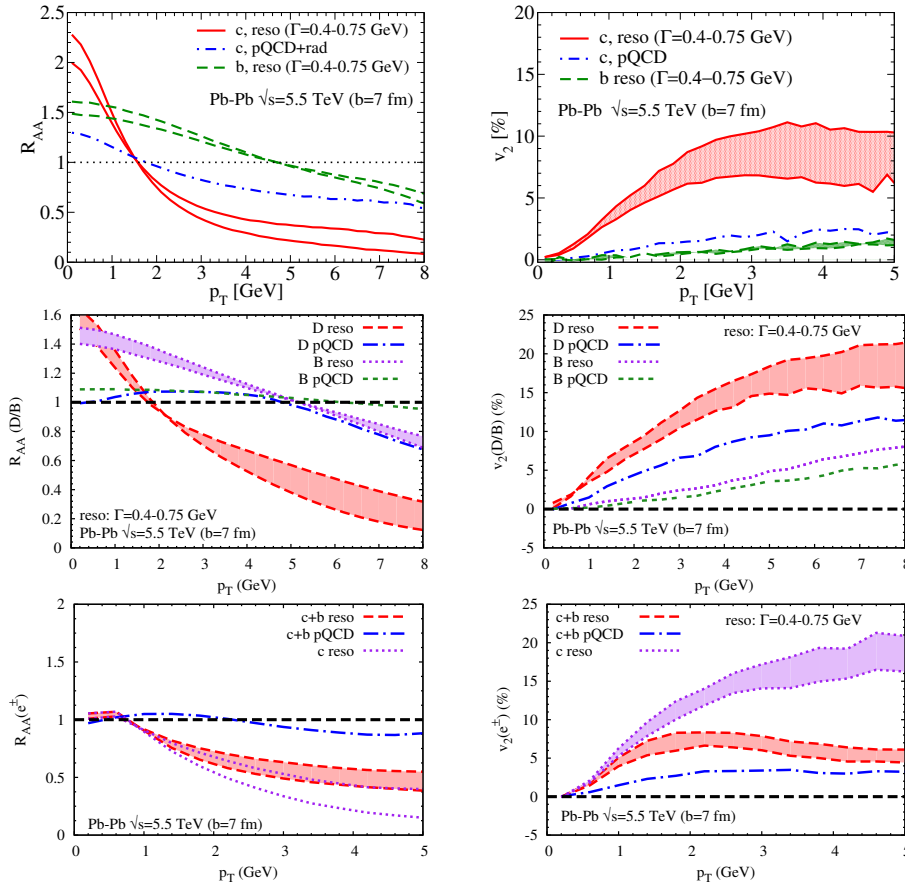 2.5
2
1.5
1
0.5
0
R_AA
c, reso (Γ=0.4-0.75 GeV)
c, pQCD+rad
b, reso (Γ=0.4-0.75 GeV)
Pb-Pb √s=5.5 TeV (b=7 fm)
0 1 2 3 4 5 6 7 8
p_T [GeV]
20
15
10
5
0
v_2 [%]
c, reso (Γ=0.4-0.75 GeV)
c, pQCD
b reso (Γ=0.4−0.75 GeV)
Pb-Pb √s=5.5 TeV (b=7 fm)
0 1 2 3 4 5
p_T [GeV]
1.6
1.4
1.2
1
0.8
0.6
0.4
0.2
0
R_AA (D/B)
D reso
D pQCD
B reso
B pQCD
reso: Γ=0.4-0.75 GeV
Pb-Pb √s=5.5 TeV (b=7 fm)
0 1 2 3 4 5 6 7 8
p_T (GeV)
25
20
15
10
5
0
-5
v_2(D/B) (%)
D reso
D pQCD
B reso
B pQCD
reso: Γ=0.4-0.75 GeV
Pb-Pb √s=5.5 TeV (b=7 fm)
0 1 2 3 4 5 6 7 8
p_T (GeV)
2
1.5
1
0.5
0
R_AA(e^±)
c+b reso
c+b pQCD
c reso
Pb-Pb √s=5.5 TeV (b=7 fm)
0 1 2 3 4 5
p_T (GeV)
25
20
15
10
5
0
-5
v_2(e^±) (%)
c+b reso
c+b pQCD
c reso
reso: Γ=0.4-0.75 GeV
Pb-Pb √s=5.5 TeV (b=7 fm)
0 1 2 3 4 5
p_T (GeV)